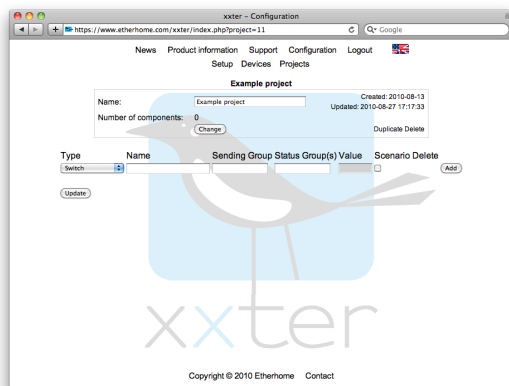 xxter – Configuration
https://www.etherhome.com/xxter/index.php?project=11
Google
News Product information Support Configuration Logout
Setup Devices Projects
Example project
Name: Example project Created: 2010-08-13
Updated: 2010-08-27 17:17:33
Number of components: 0
Change Duplicate Delete
Type Name Sending Group Status Group(s) Value Scenario Delete
Switch Add
Update
xxter
Copyright © 2010 Etherhome Contact